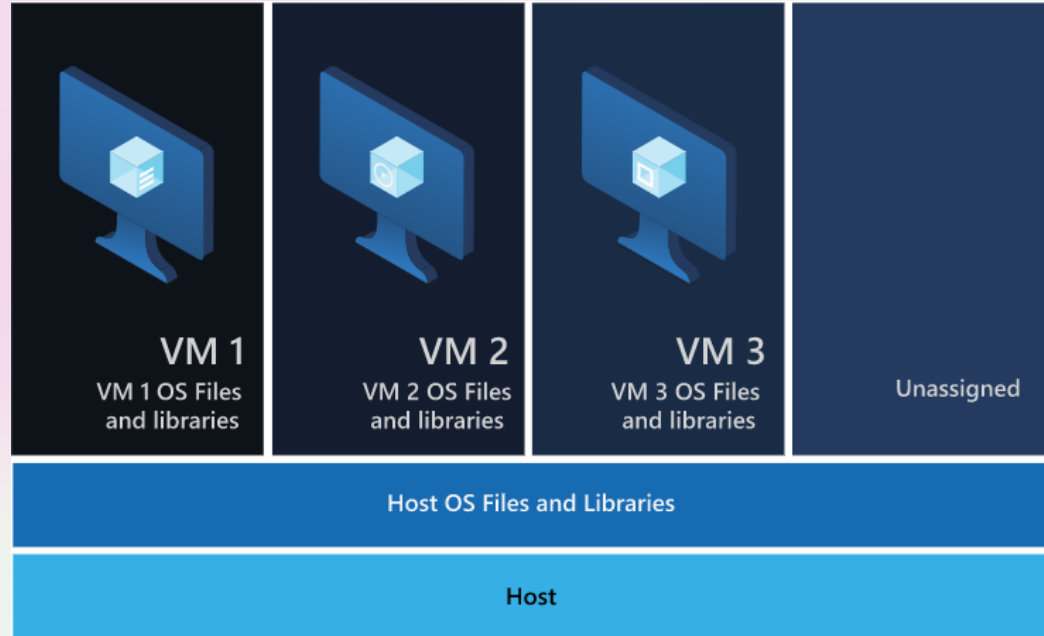 VM 1
VM 1 OS Files
and libraries
VM 2
VM 2 OS Files
and libraries
VM 3
VM 3 OS Files
and libraries
Unassigned
Host OS Files and Libraries
Host